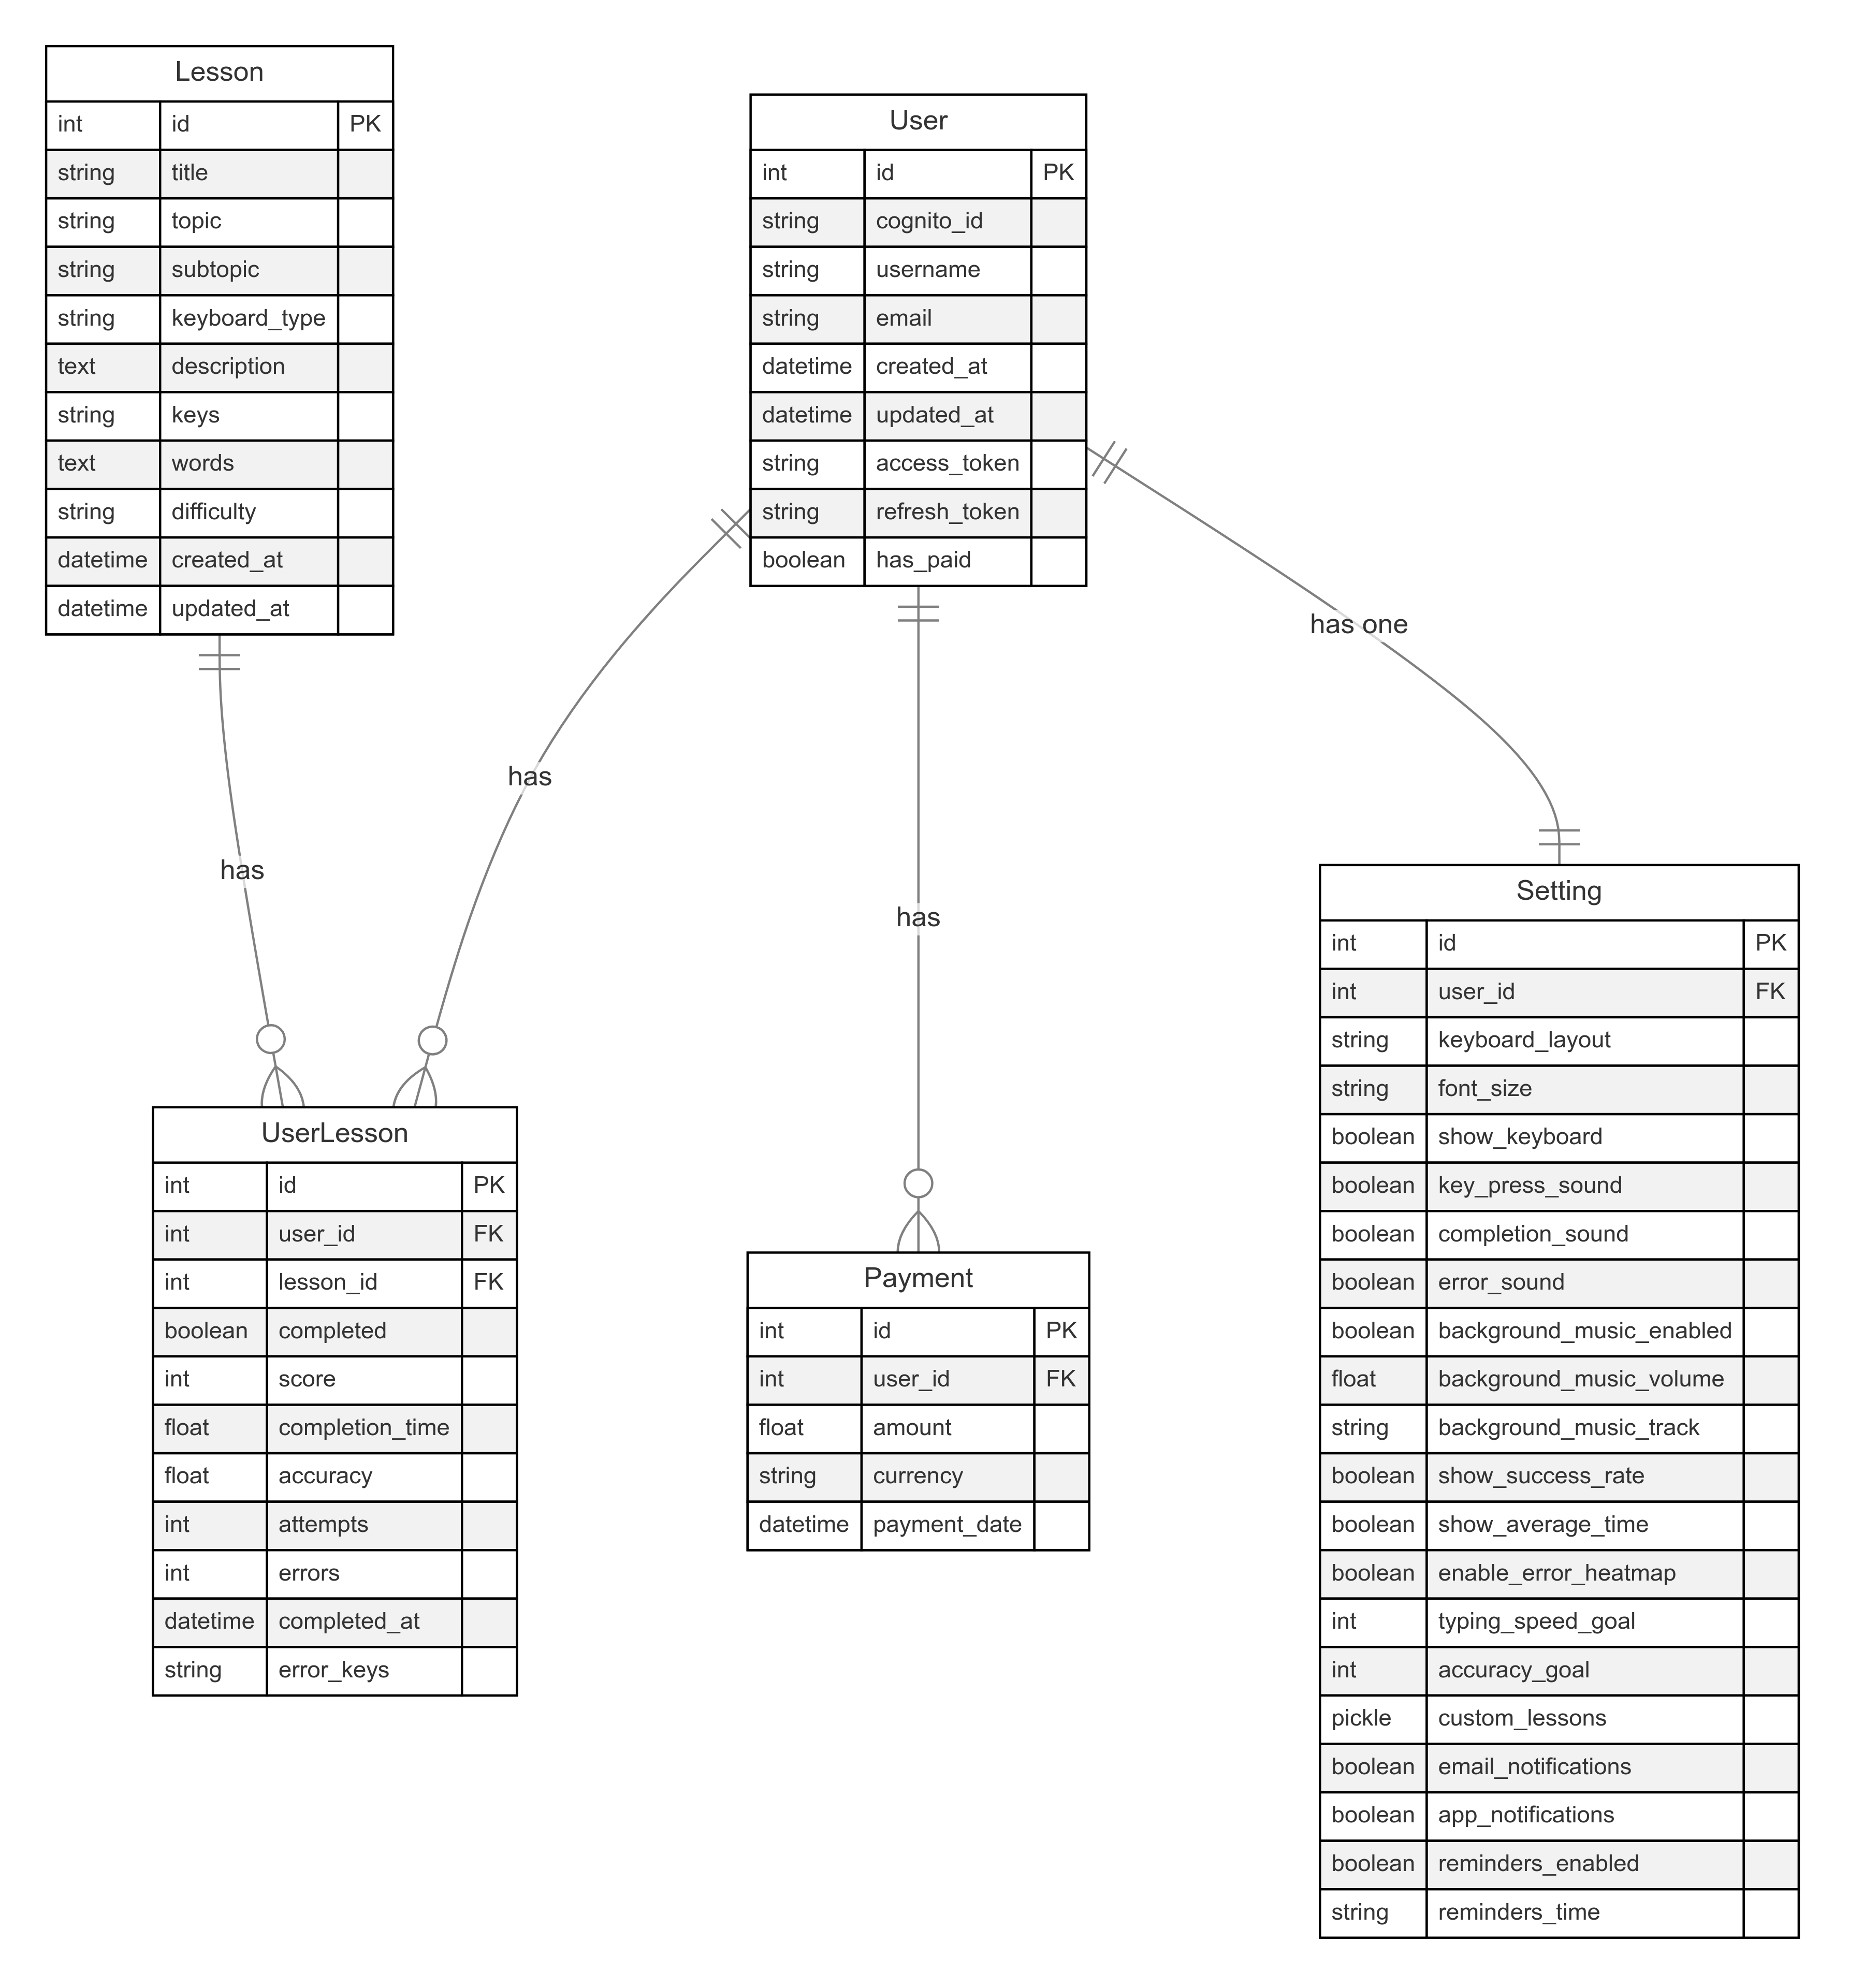 Lesson
int id PK
string title
string topic
string subtopic
string keyboard_type
text description
string keys
text words
string difficulty
datetime created_at
datetime updated_at
User
int id PK
string cognito_id
string username
string email
datetime created_at
datetime updated_at
string access_token
string refresh_token
boolean has_paid
has one
has
has
has
Setting
int id PK
int user_id FK
string keyboard_layout
string font_size
boolean show_keyboard
boolean key_press_sound
boolean completion_sound
boolean error_sound
boolean background_music_enabled
float background_music_volume
string background_music_track
boolean show_success_rate
boolean show_average_time
boolean enable_error_heatmap
int typing_speed_goal
int accuracy_goal
pickle custom_lessons
boolean email_notifications
boolean app_notifications
boolean reminders_enabled
string reminders_time
UserLesson
int id PK
int user_id FK
int lesson_id FK
boolean completed
int score
float completion_time
float accuracy
int attempts
int errors
datetime completed_at
string error_keys
Payment
int id PK
int user_id FK
float amount
string currency
datetime payment_date